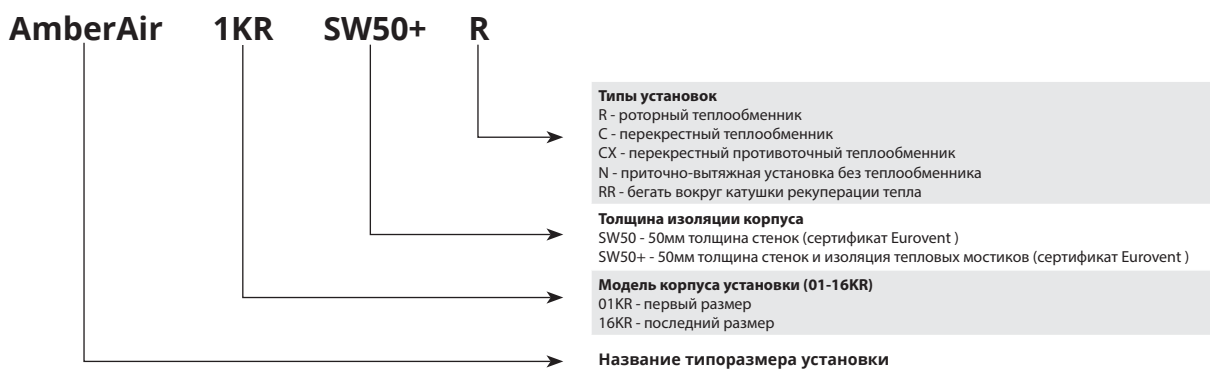 AmberAir 1KR SW50+ R
Типы установок
R - роторный теплообменник
C - перекрестный теплообменник
CX - перекрестный противоточный теплообменник
N - приточно-вытяжная установка без теплообменника
RR - бегать вокруг катушки рекуперации тепла
Толщина изоляции корпуса
SW50 - 50мм толщина стенок (сертификат Eurovent )
SW50+ - 50мм толщина стенок и изоляция тепловых мостиков (сертификат Eurovent )
Модель корпуса установки (01-16KR)
01KR - первый размер
16KR - последний размер
Название типоразмера установки